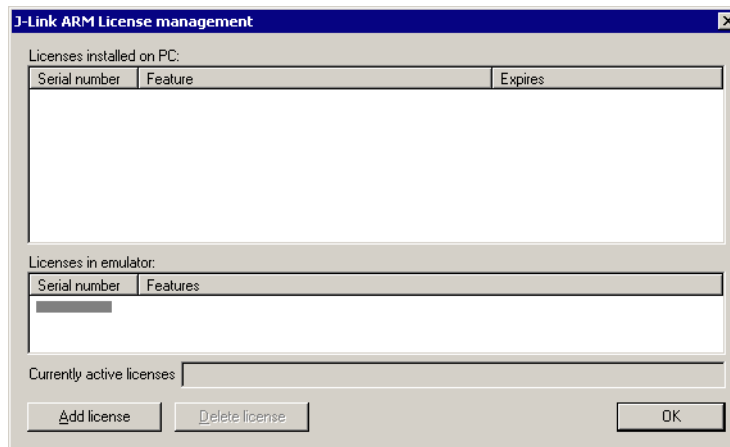 J-Link ARM License management
Licenses installed on PC:
Serial number Feature Expires
Licenses in emulator:
Serial number Features
Currently active licenses
Add license Delete license OK